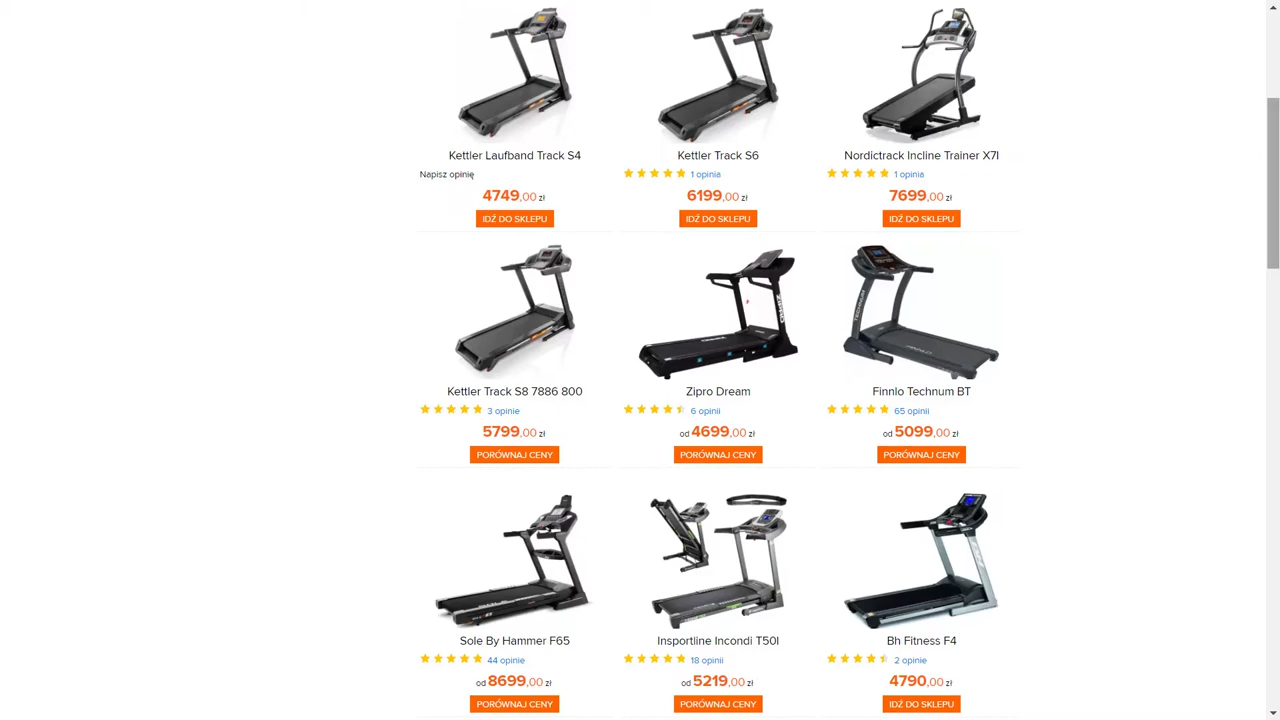 Kettler Laufband Track S4
Napisz opinię
4749,00 zł
IDŹ DO SKLEPU
Kettler Track S6
1 opinia
6199,00 zł
IDŹ DO SKLEPU
Nordictrack Incline Trainer X7I
1 opinia
7699,00 zł
IDŹ DO SKLEPU
Kettler Track S8 7886 800
3 opinie
5799,00 zł
PORÓWNAJ CENY
ZIPRO
Zipro Dream
6 opinii
od 4699,00 zł
PORÓWNAJ CENY
TECHNUM
FINNLO
Finnlo Technum BT
65 opinii
od 5099,00 zł
PORÓWNAJ CENY
Sole By Hammer F65
44 opinie
od 8699,00 zł
PORÓWNAJ CENY
Insportline Incondi T50I
18 opinii
od 5219,00 zł
PORÓWNAJ CENY
Bh Fitness F4
2 opinie
4790,00 zł
IDŹ DO SKLEPU